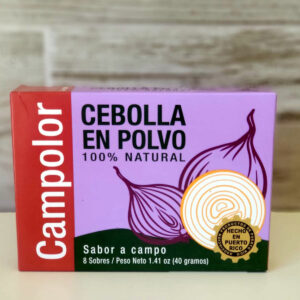 Campolor
CEBOLLA
EN POLVO
100% NATURAL
Sabor a campo
8 Sobres / Peso Neto 1.41 oz (40 gramos)
HECHO
EN
PUERTO
RICO